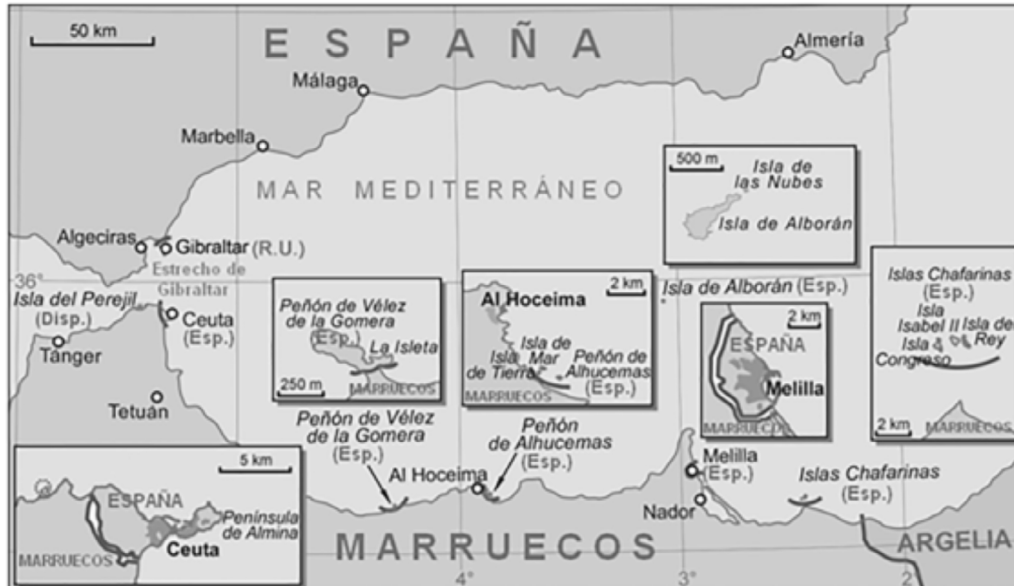 50 km
ESPAÑA
Almería
Málaga
Marbella
MAR MEDITERRÁNEO
500 m
Isla de
las Nubes
Isla de Alborán
Algeciras
Gibraltar (R.U.)
Estrecho de
Gibraltar
36°
Isla del Perejil
(Disp.)
Ceuta
(Esp.)
Tánger
Tetuán
Peñón de Vélez
de la Gomera
(Esp.)
La Isleta
250 m
MARRUECOS
2 km
Al Hoceima
Isla
de Mar
Isla
de Tierra
Peñón de
Alhucemas
(Esp.)
MARRUECOS
Isla de Alborán (Esp.)
2 km
ESPAÑA
Melilla
MARRUECOS
Islas Chafarinas
(Esp.)
Isla
Isabel II
Isla del
Rey
Isla
Congreso
2 km
MARRUECOS
Peñón de Vélez
de la Gomera
(Esp.)
Al Hoceima
Peñón
de Alhucemas
(Esp.)
Melilla
(Esp.)
Nador
Islas Chafarinas
(Esp.)
5 km
ESPAÑA
Península
de Almina
Ceuta
MARRUECOS
MARRUECOS
ARGELIA
4°
3°
2°